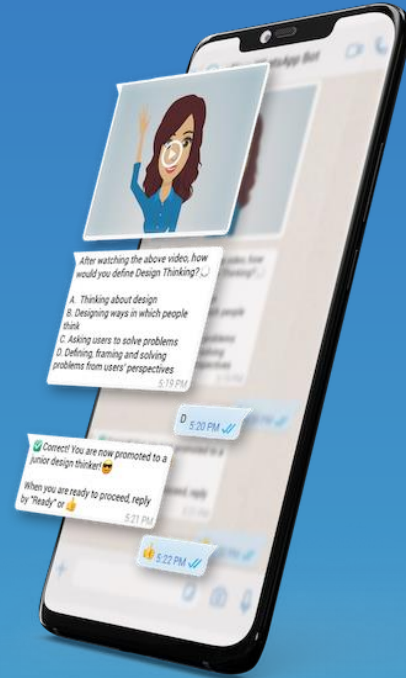 After watching the above video, how
would you define Design Thinking?
A. Thinking about design
B. Designing ways in which people
think
C. Asking users to solve problems
D. Defining, framing and solving
problems from users' perspectives
5:19 PM
D 5:20 PM
✅ Correct! You are now promoted to a
junior design thinker! 😎
When you are ready to proceed, reply
by "Ready" or 👍
5:21 PM
👍 5:22 PM